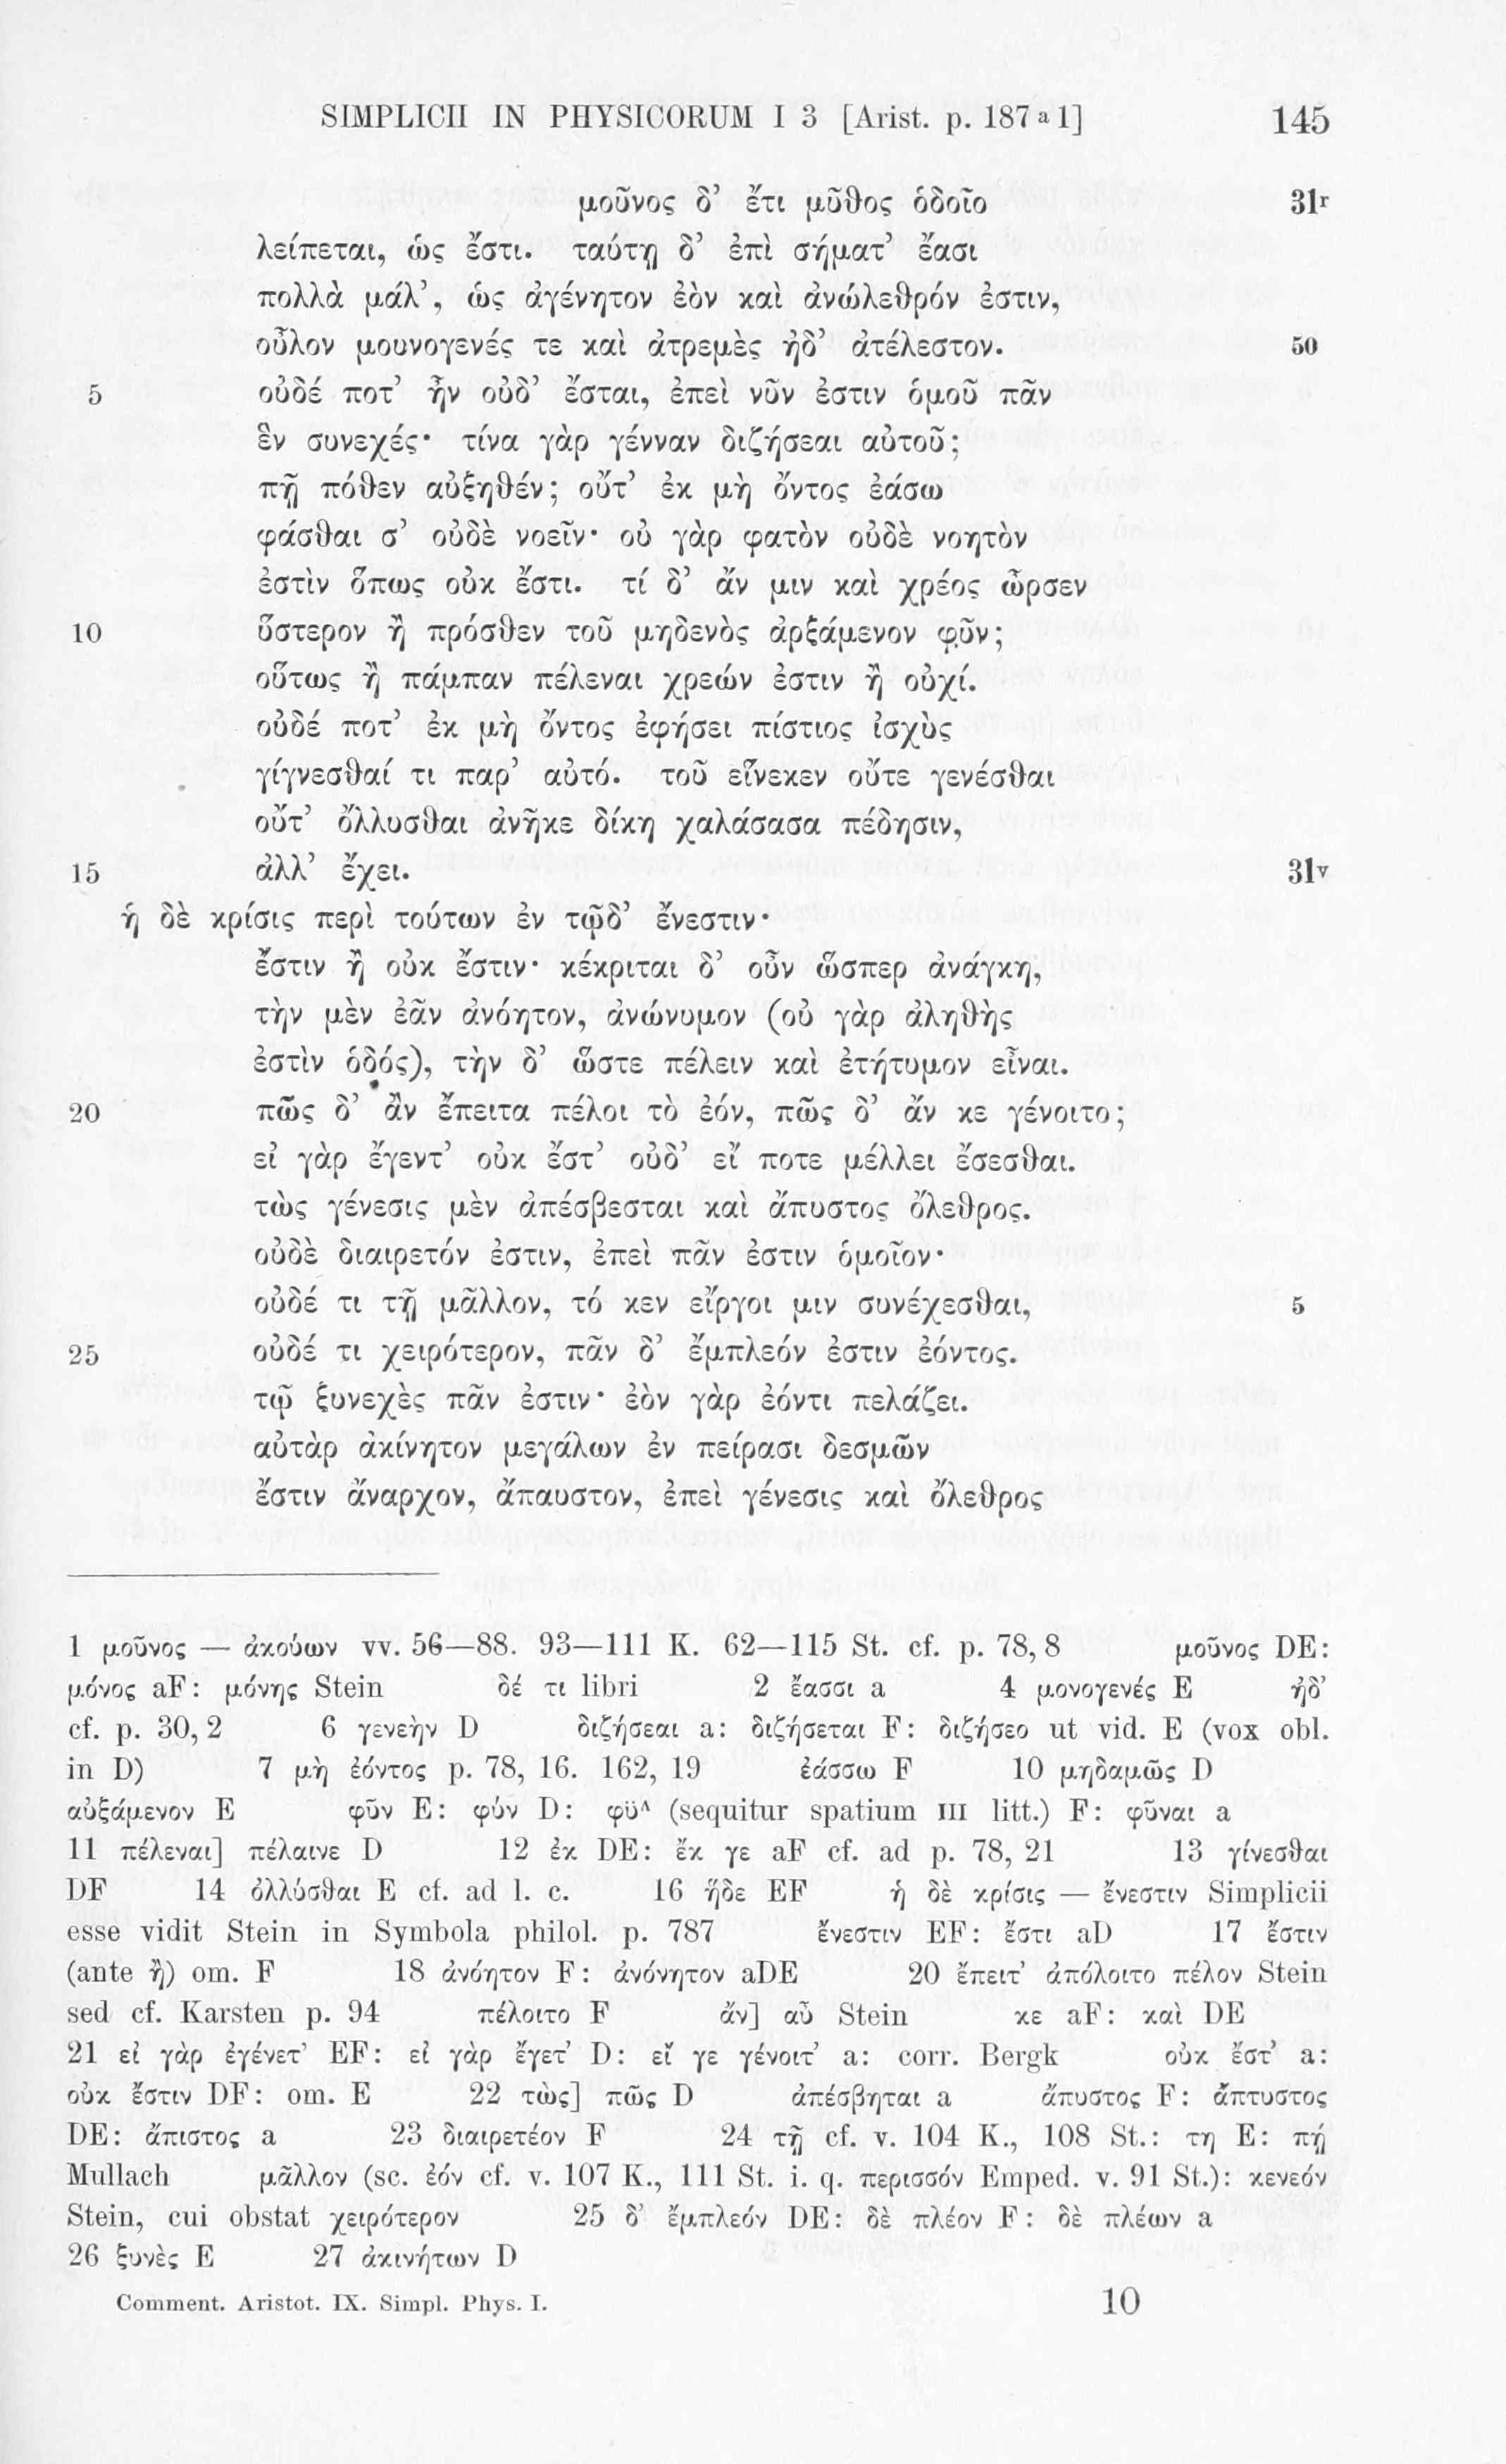 SIMPLICII IN PHYSICORUM I 3 [Arist. p. 187 a 1] 145
μοῦνος δ’ ἔτι μῦθος ὁδοῖο 31r
λείπεται, ὡς ἔστι. ταύτῃ δ’ ἐπὶ σήματ’ ἔασι
πολλὰ μάλ’, ὡς ἀγένητον ἐὸν καὶ ἀνώλεθρόν ἐστιν,
οὖλον μουνογενές τε καὶ ἀτρεμὲς ἠδ’ ἀτέλεστον. 50
5 οὐδέ ποτ’ ἦν οὐδ’ ἔσται, ἐπεὶ νῦν ἐστιν ὁμοῦ πᾶν
ἓν συνεχές· τίνα γὰρ γένναν διζήσεαι αὐτοῦ;
πῇ πόθεν αὐξηθέν; οὔτ’ ἐκ μὴ ὄντος ἐάσω
φάσθαι σ’ οὐδὲ νοεῖν· οὐ γὰρ φατὸν οὐδὲ νοητὸν
ἐστὶν ὅπως οὐκ ἔστι. τί δ’ ἄν μιν καὶ χρέος ὦρσεν
10 ὕστερον ἢ πρόσθεν τοῦ μηδενὸς ἀρξάμενον φῦν;
οὕτως ἢ πάμπαν πέλεναι χρεών ἐστιν ἢ οὐχί.
οὐδέ ποτ’ ἐκ μὴ ὄντος ἐφήσει πίστιος ἰσχὺς
γίγνεσθαί τι παρ’ αὐτό. τοῦ εἵνεκεν οὔτε γενέσθαι
οὔτ’ ὄλλυσθαι ἀνῆκε δίκη χαλάσασα πέδησιν,
15 ἀλλ’ ἔχει. 31v
ἡ δὲ κρίσις περὶ τούτων ἐν τῷδ’ ἔνεστιν·
ἔστιν ἢ οὐκ ἔστιν· κέκριται δ’ οὖν ὥσπερ ἀνάγκη,
τὴν μὲν ἐᾶν ἀνόητον, ἀνώνυμον (οὐ γὰρ ἀληθὴς
ἐστὶν ὁδός), τὴν δ’ ὥστε πέλειν καὶ ἐτήτυμον εἶναι.
20 πῶς δ’ ἂν ἔπειτα πέλοι τὸ ἐόν, πῶς δ’ ἄν κε γένοιτο;
εἰ γὰρ ἔγεντ’ οὐκ ἔστ’ οὐδ’ εἴ ποτε μέλλει ἔσεσθαι.
τὼς γένεσις μὲν ἀπέσβεσται καὶ ἄπυστος ὄλεθρος.
οὐδὲ διαιρετόν ἐστιν, ἐπεὶ πᾶν ἐστιν ὁμοῖον·
οὐδέ τι τῇ μᾶλλον, τό κεν εἴργοι μιν συνέχεσθαι, 5
25 οὐδέ τι χειρότερον, πᾶν δ’ ἔμπλεόν ἐστιν ἐόντος.
τῷ ξυνεχὲς πᾶν ἐστιν· ἐὸν γὰρ ἐόντι πελάζει.
αὐτὰρ ἀκίνητον μεγάλων ἐν πείρασι δεσμῶν
ἔστιν ἄναρχον, ἄπαυστον, ἐπεὶ γένεσις καὶ ὄλεθρος
1 μοῦνος — ἀκούων vv. 56—88. 93—111 K. 62—115 St. cf. p. 78,8 μοῦνος DE:
μόνος aF: μόνης Stein δέ τι libri 2 ἔασσι a 4 μονογενές E ἠδ’
cf. p. 30,2 6 γενεὴν D διζήσεαι a: διζήσεται F: διζήσεο ut vid. E (vox obl.
in D) 7 μὴ ἐόντος p. 78, 16. 162, 19 ἐάσσω F 10 μηδαμῶς D
αὐξάμενον E φῦν E: φύν D: φϋᴧ (sequitur spatium III litt.) F: φῦναι a
11 πέλεναι] πέλαινε D 12 ἐκ DE: ἔκ γε aF cf. ad p. 78, 21 13 γίνεσθαι
DF 14 ὀλλύσθαι E cf. ad l. c. 16 ἥδε EF ἡ δὲ κρίσις — ἔνεστιν Simplicii
esse vidit Stein in Symbola philol. p. 787 ἔνεστιν EF: ἔστι aD 17 ἔστιν
(ante ἢ) om. F 18 ἀνόητον F: ἀνόνητον aDE 20 ἔπειτ’ ἀπόλοιτο πέλον Stein
sed cf. Karsten p. 94 πέλοιτο F ἄν] αὖ Stein κε aF: καὶ DE
21 εἰ γὰρ ἐγένετ’ EF: εἰ γὰρ ἔγετ’ D: εἴ γε γένοιτ’ a: corr. Bergk οὐκ ἔστ’ a:
οὐκ ἔστιν DF: om. E 22 τὼς] πῶς D ἀπέσβηται a ἄπυστος F: ἄπτυστος
DE: ἄπιστος a 23 διαιρετέον F 24 τῇ cf. v. 104 K., 108 St.: τη E: πῄ
Mullach μᾶλλον (sc. ἐόν cf. v. 107 K., 111 St. i. q. περισσόν Emped. v. 91 St.): κενεόν
Stein, cui obstat χειρότερον 25 δ’ ἔμπλεόν DE: δὲ πλέον F: δὲ πλέων a
26 ξυνὲς E 27 ἀκινήτων D
Comment. Aristot. IX. Simpl. Phys. I. 10